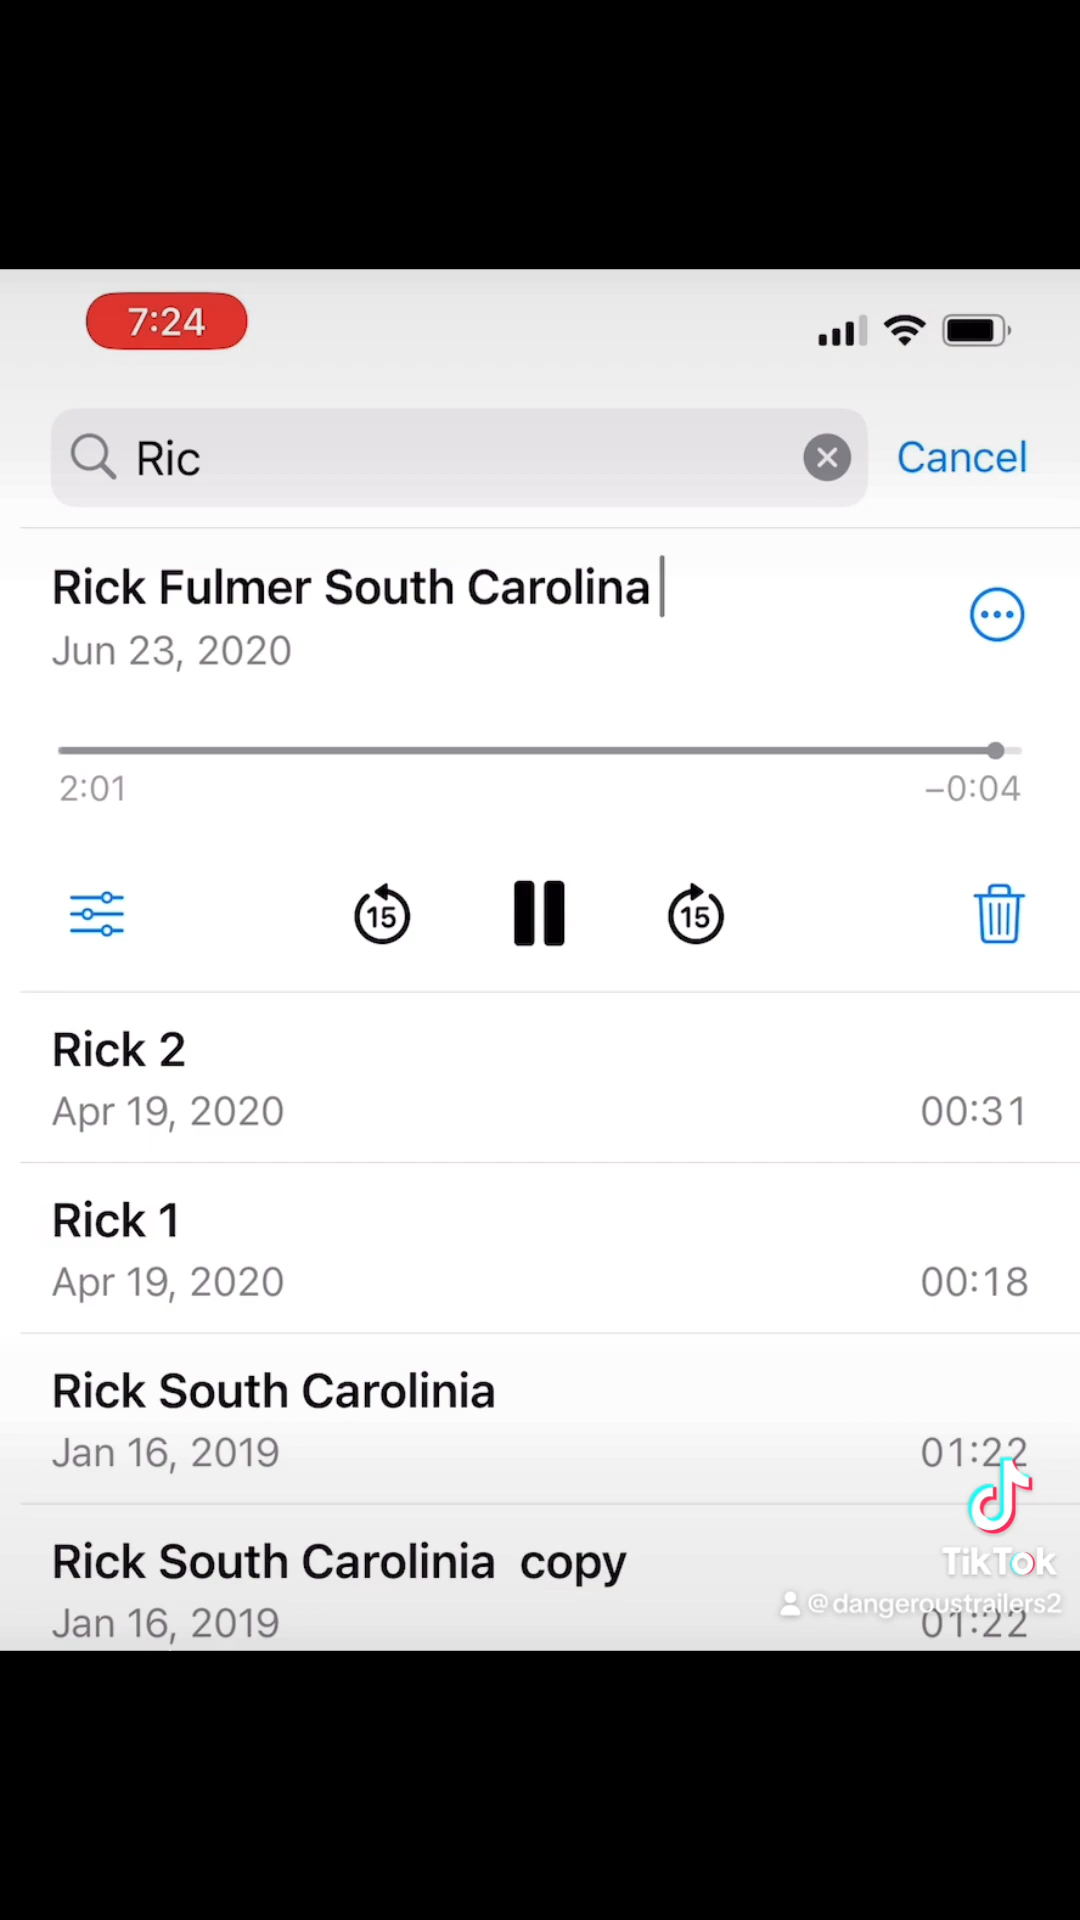 7:24
Ric
Cancel
Rick Fulmer South Carolina
Jun 23, 2020
2:01
−0:04
15
15
Rick 2
Apr 19, 2020
00:31
Rick 1
Apr 19, 2020
00:18
Rick South Carolinia
Jan 16, 2019
01:22
Rick South Carolinia  copy
Jan 16, 2019
01:22
TikTok
@dangeroustrailers2